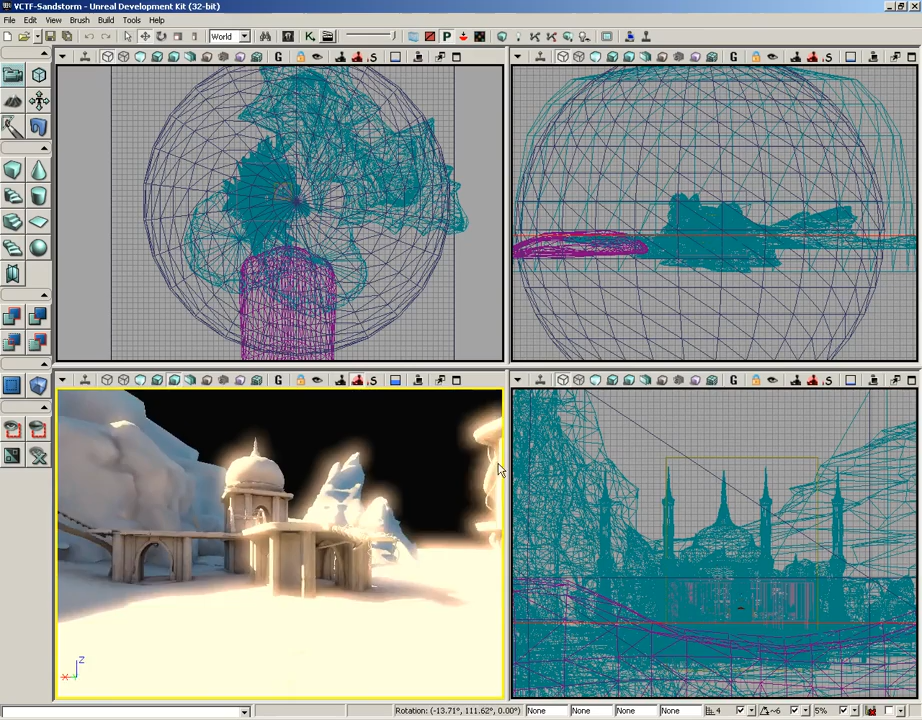 VCTF-Sandstorm - Unreal Development Kit (32-bit)
File Edit View Brush Build Tools Help
World
P
G S
G S
G S
G S
Z
X
Rotation: (-13.71°, 111.62°, 0.00°) None None None None 4 ~6 5%